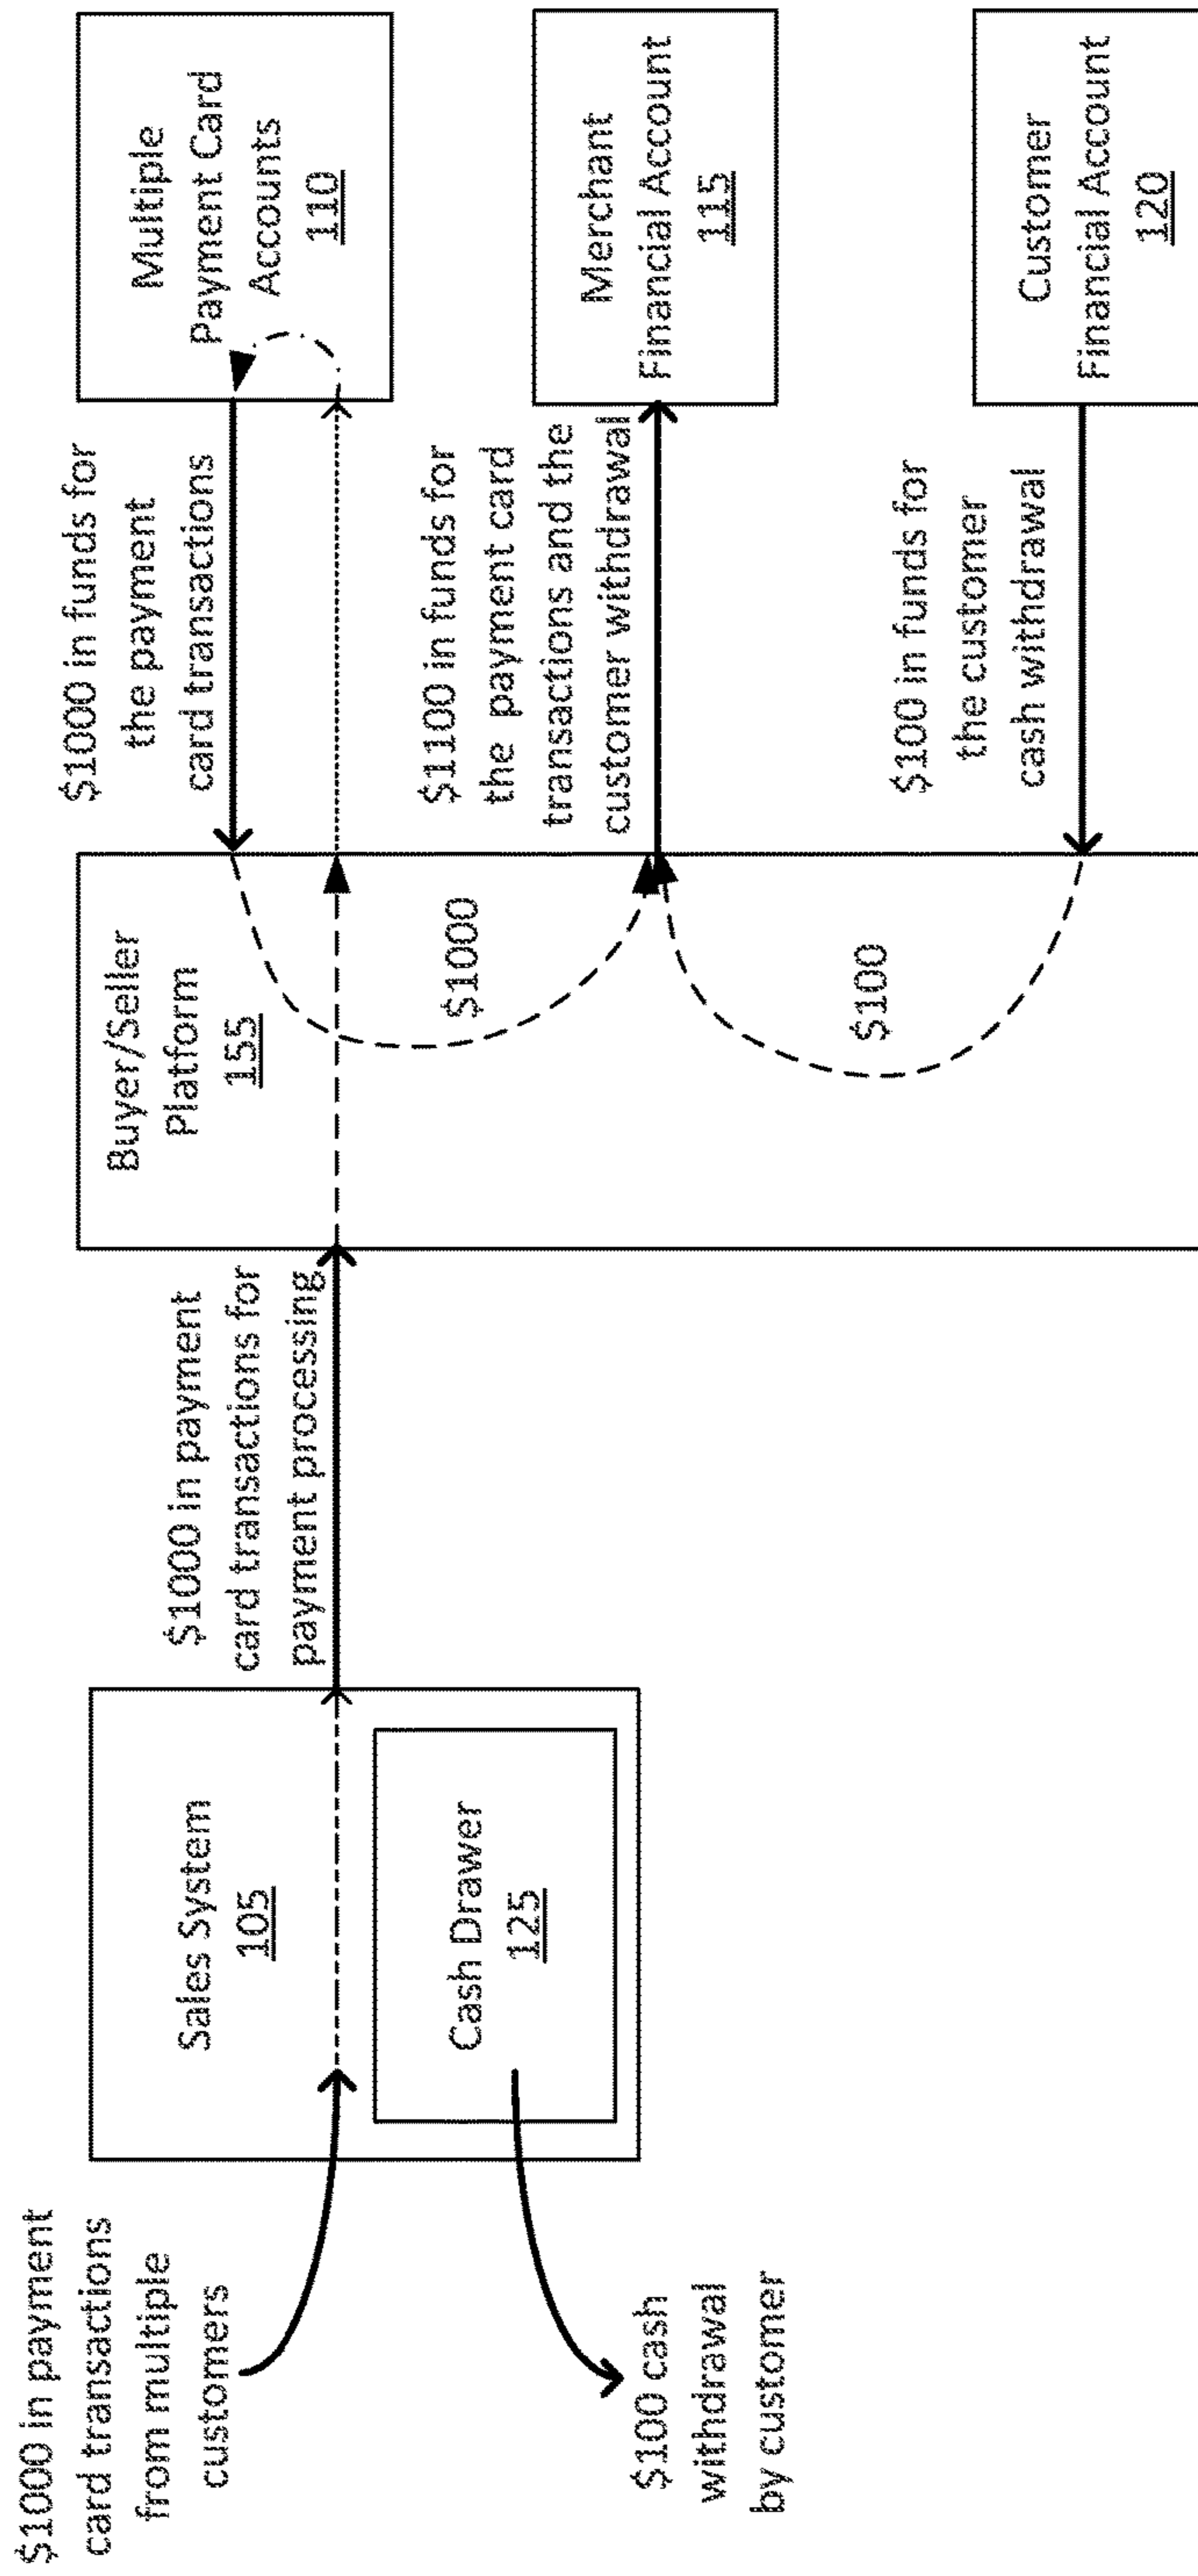 $1000 in payment
card transactions
from multiple
customers
$100 cash
withdrawal
by customer
Sales System
105
Cash Drawer
125
$1000 in payment
card transactions for
payment processing
Buyer/Seller
Platform
155
$1000
$100
$1000 in funds for
the payment
card transactions
$1100 in funds for
the payment card
transactions and the
customer withdrawal
$100 in funds for
the customer
cash withdrawal
Multiple
Payment Card
Accounts
110
Merchant
Financial Account
115
Customer
Financial Account
120